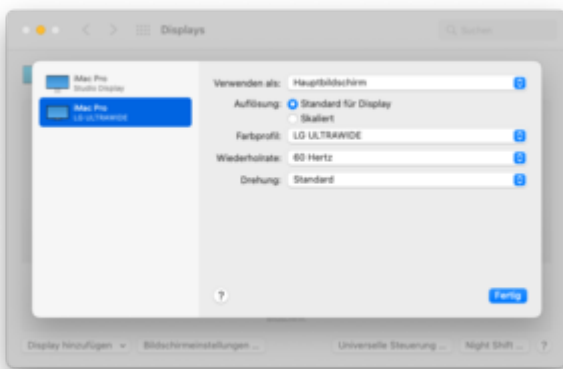 Displays
Suchen
iMac Pro
Studio Display
iMac Pro
LG ULTRAWIDE
Verwenden als: Hauptbildschirm
Auflösung: Standard für Display
Skaliert
Farbprofil: LG ULTRAWIDE
Wiederholrate: 60 Hertz
Drehung: Standard
?
Fertig
Display hinzufügen
Bildschirmeinstellungen ...
Universelle Steuerung ...
Night Shift ...
?